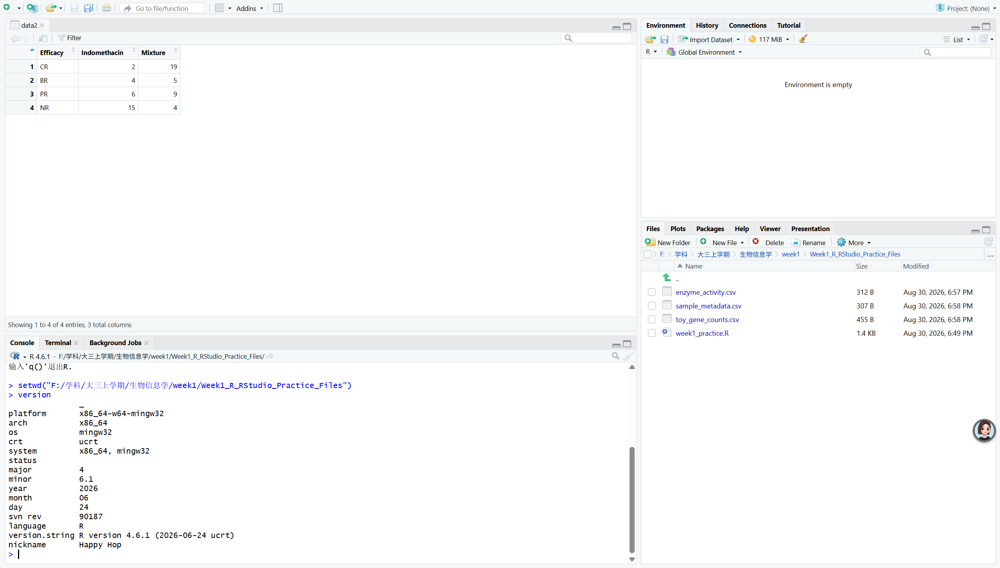 Go to file/function Addins Project: (None)
data2
Filter
Efficacy Indomethacin Mixture
1 CR 2 19
2 BR 4 5
3 PR 6 9
4 NR 15 4
Showing 1 to 4 of 4 entries, 3 total columns
Console Terminal Background Jobs
R 4.6.1 · F:/学科/大三上学期/生物信息学/week1/Week1_R_RStudio_Practice_Files/
输入'q()'退出R.
> setwd("F:/学科/大三上学期/生物信息学/week1/Week1_R_RStudio_Practice_Files")
> version
_
platform x86_64-w64-mingw32
arch x86_64
os mingw32
crt ucrt
system x86_64, mingw32
status
major 4
minor 6.1
year 2026
month 06
day 24
svn rev 90187
language R
version.string R version 4.6.1 (2026-06-24 ucrt)
nickname Happy Hop
>
Environment History Connections Tutorial
Import Dataset 117 MiB List
R Global Environment
Environment is empty
Files Plots Packages Help Viewer Presentation
New Folder New File Delete Rename More
F: 学科 大三上学期 生物信息学 week1 Week1_R_RStudio_Practice_Files ...
Name Size Modified
..
enzyme_activity.csv 312 B Aug 30, 2026, 6:57 PM
sample_metadata.csv 307 B Aug 30, 2026, 6:58 PM
toy_gene_counts.csv 455 B Aug 30, 2026, 6:58 PM
week1_practice.R 1.4 KB Aug 30, 2026, 6:49 PM